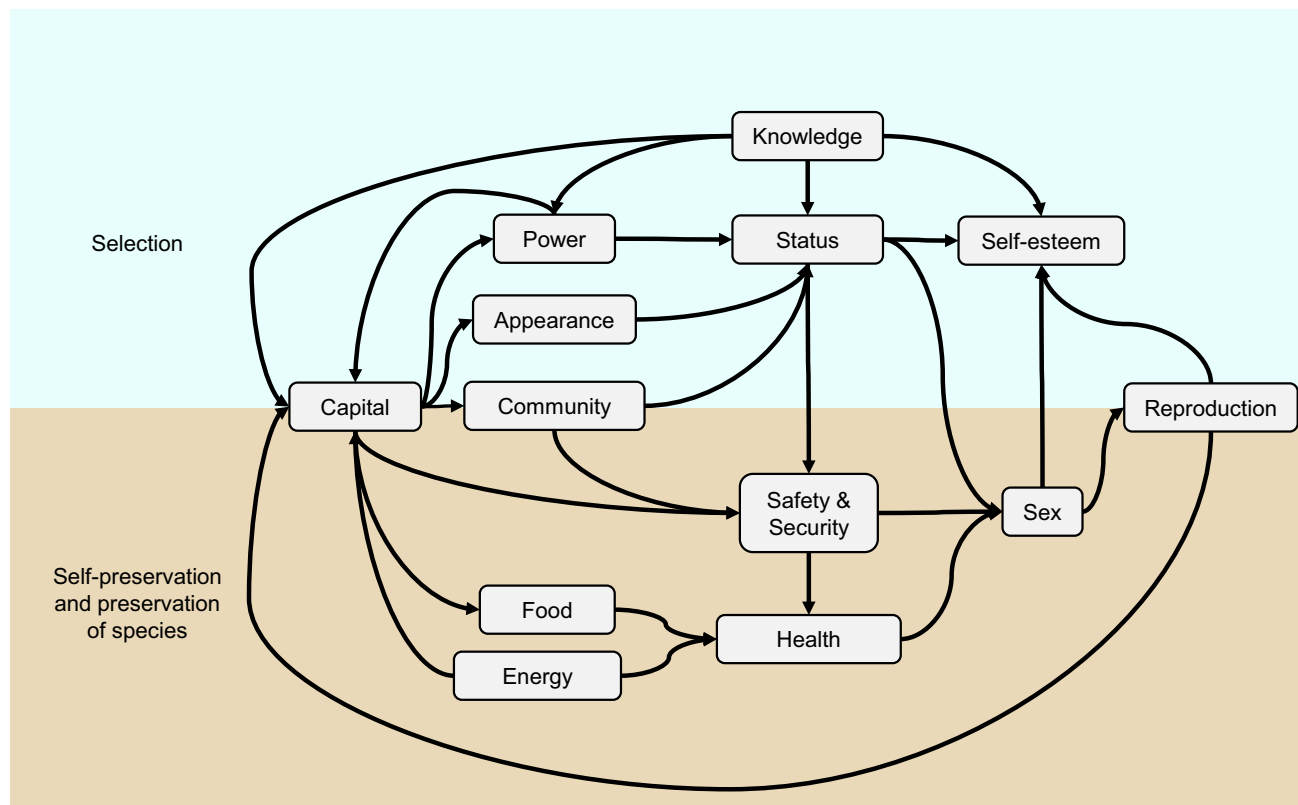 Knowledge
Selection
Power
Status
Self-esteem
Appearance
Capital
Community
Reproduction
Safety &
Security
Sex
Self-preservation
and preservation
of species
Food
Health
Energy